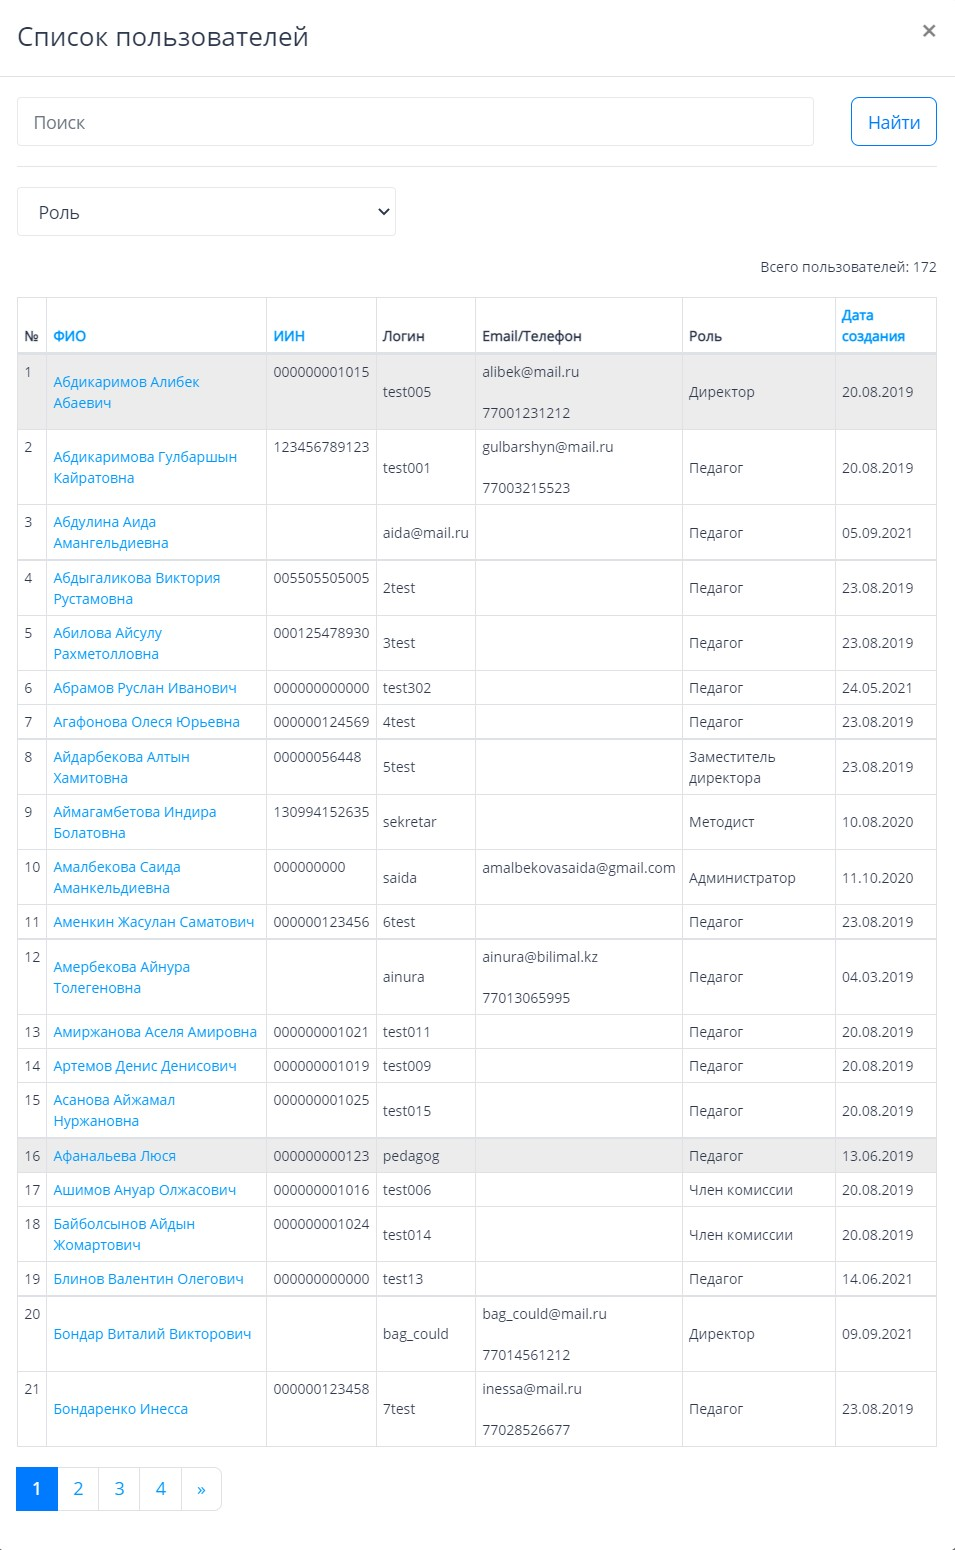 Список пользователей
×
Поиск
Найти
Роль
Всего пользователей: 172
№ ФИО ИИН Логин Email/Телефон Роль Дата создания
1 Абдикаримов Алибек Абаевич 000000001015 test005 alibek@mail.ru 77001231212 Директор 20.08.2019
2 Абдикаримова Гулбаршын Кайратовна 123456789123 test001 gulbarshyn@mail.ru 77003215523 Педагог 20.08.2019
3 Абдулина Аида Амангельдиевна aida@mail.ru Педагог 05.09.2021
4 Абдыгаликова Виктория Рустамовна 005505505005 2test Педагог 23.08.2019
5 Абилова Айсулу Рахметолловна 000125478930 3test Педагог 23.08.2019
6 Абрамов Руслан Иванович 000000000000 test302 Педагог 24.05.2021
7 Агафонова Олеся Юрьевна 000000124569 4test Педагог 23.08.2019
8 Айдарбекова Алтын Хамитовна 00000056448 5test Заместитель директора 23.08.2019
9 Аймагамбетова Индира Болатовна 130994152635 sekretar Методист 10.08.2020
10 Амалбекова Саида Аманкельдиевна 000000000 saida amalbekovasaida@gmail.com Администратор 11.10.2020
11 Аменкин Жасулан Саматович 000000123456 6test Педагог 23.08.2019
12 Амербекова Айнура Толегеновна ainura ainura@bilimal.kz 77013065995 Педагог 04.03.2019
13 Амиржанова Аселя Амировна 000000001021 test011 Педагог 20.08.2019
14 Артемов Денис Денисович 000000001019 test009 Педагог 20.08.2019
15 Асанова Айжамал Нуржановна 000000001025 test015 Педагог 20.08.2019
16 Афанальева Люся 000000000123 pedagog Педагог 13.06.2019
17 Ашимов Ануар Олжасович 000000001016 test006 Член комиссии 20.08.2019
18 Байболсынов Айдын Жомартович 000000001024 test014 Член комиссии 20.08.2019
19 Блинов Валентин Олегович 000000000000 test13 Педагог 14.06.2021
20 Бондар Виталий Викторович bag_could bag_could@mail.ru 77014561212 Директор 09.09.2021
21 Бондаренко Инесса 000000123458 7test inessa@mail.ru 77028526677 Педагог 23.08.2019
1 2 3 4 »